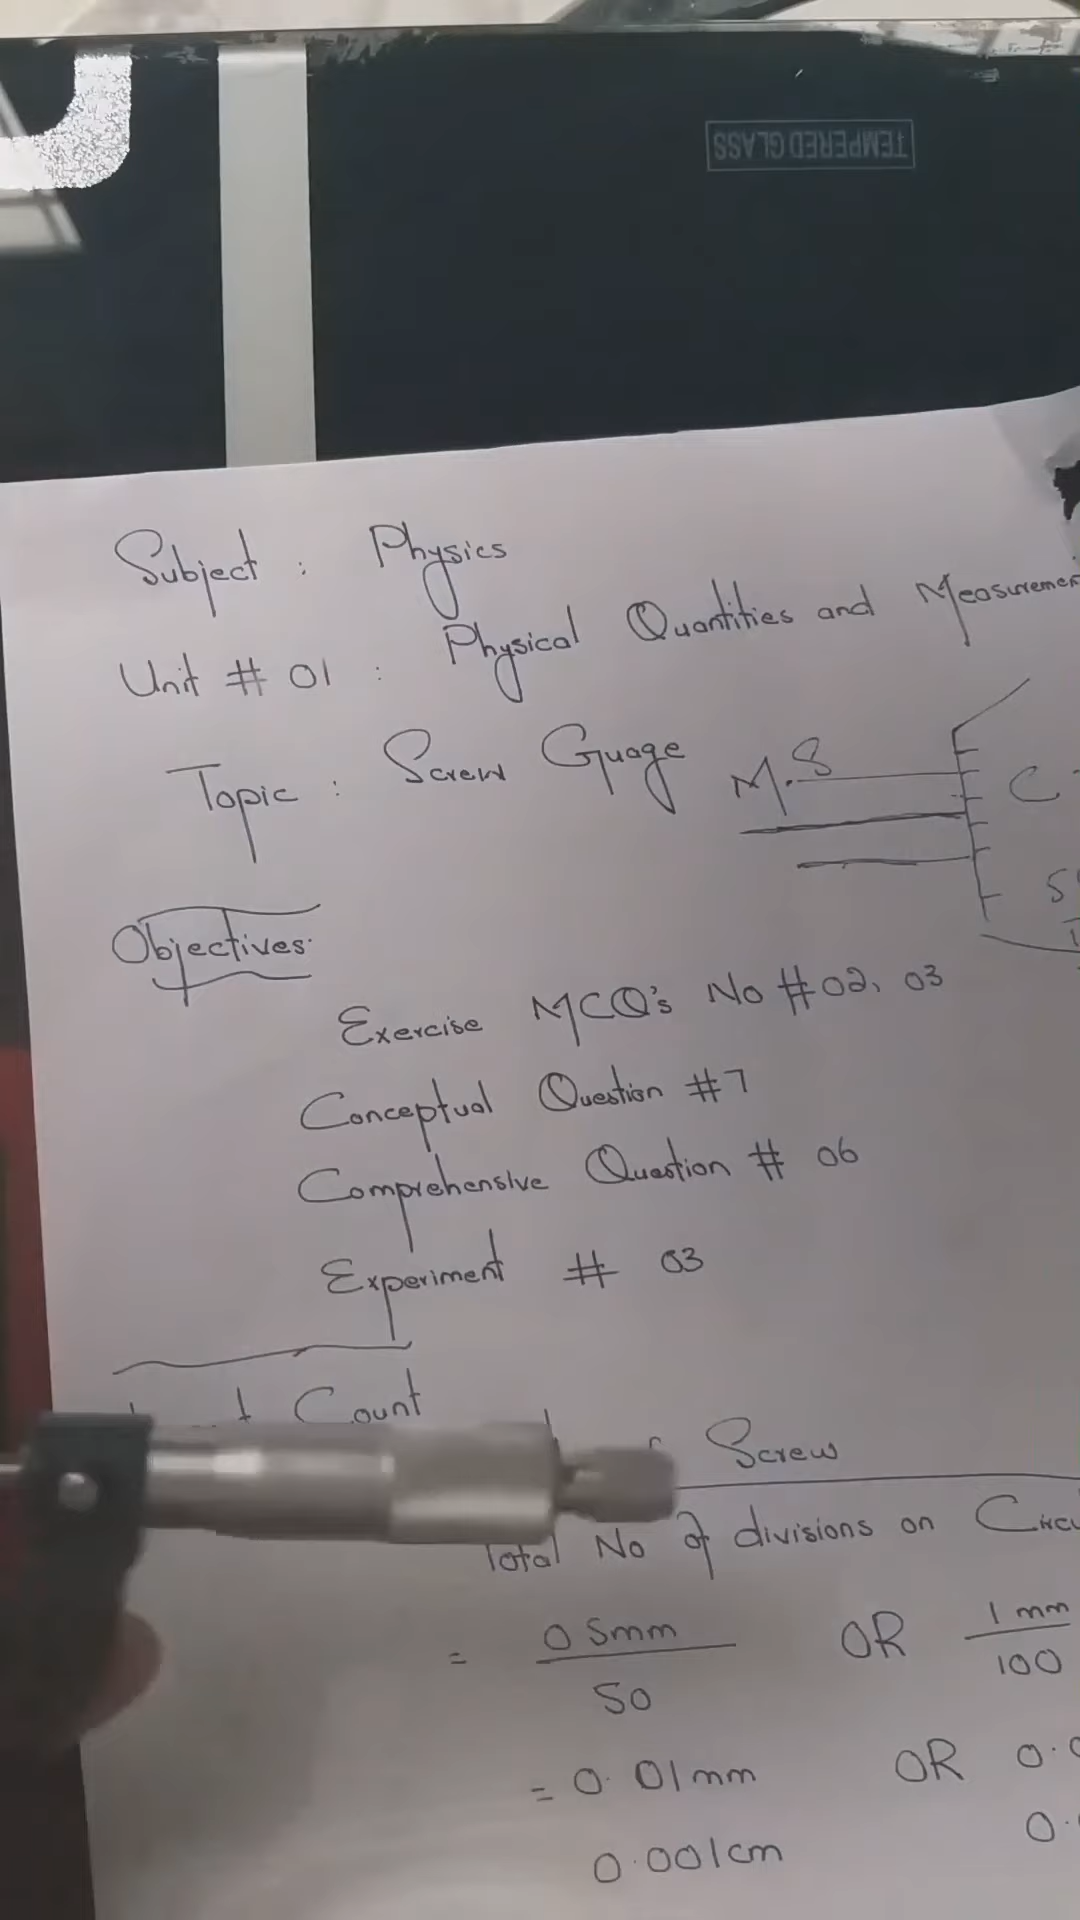 TEMPERED GLASS
Subject : Physics
Unit # 01 : Physical Quantities and
Topic : Screw Guage
M.S
Objectives:
Exercise MCQ's No #02, 03
Conceptual Question #7
Comprehensive Question # 06
Experiment # 03
Count
Screw
Total No of divisions on
= 0.5mm OR 1 mm
50 100
= 0.01mm OR
0.001cm